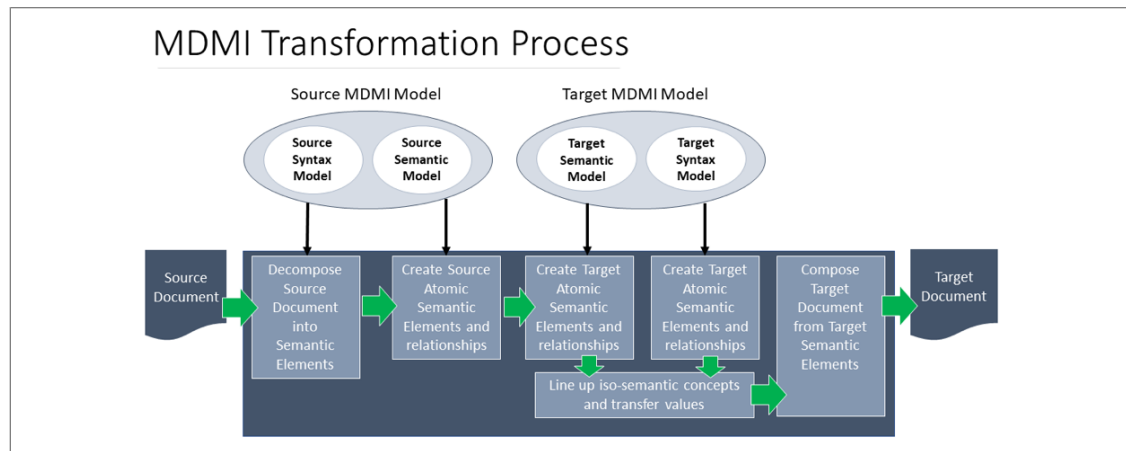 MDMI Transformation Process
Source MDMI Model
Target MDMI Model
Source
Syntax
Model
Source
Semantic
Model
Target
Semantic
Model
Target
Syntax
Model
Source
Document
Decompose
Source
Document
into
Semantic
Elements
Create Source
Atomic
Semantic
Elements and
relationships
Create Target
Atomic
Semantic
Elements and
relationships
Create Target
Atomic
Semantic
Elements and
relationships
Line up iso-semantic concepts
and transfer values
Compose
Target
Document
from Target
Semantic
Elements
Target
Document